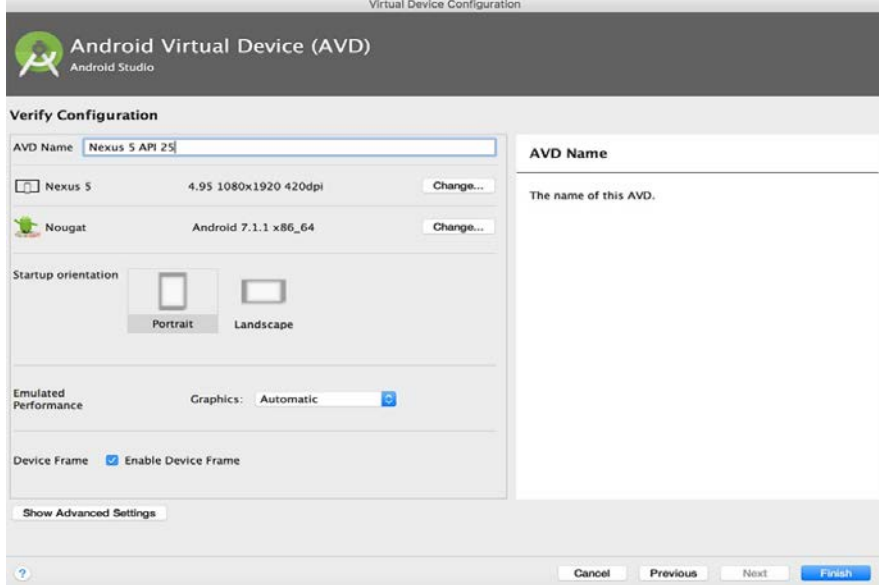 Virtual Device Configuration
Android Virtual Device (AVD)
Android Studio
Verify Configuration
AVD Name Nexus 5 API 25
Nexus 5 4.95 1080x1920 420dpi Change...
Nougat Android 7.1.1 x86_64 Change...
Startup orientation
Portrait Landscape
Emulated
Performance
Graphics: Automatic
Device Frame Enable Device Frame
Show Advanced Settings
AVD Name
The name of this AVD.
? Cancel Previous Next Finish